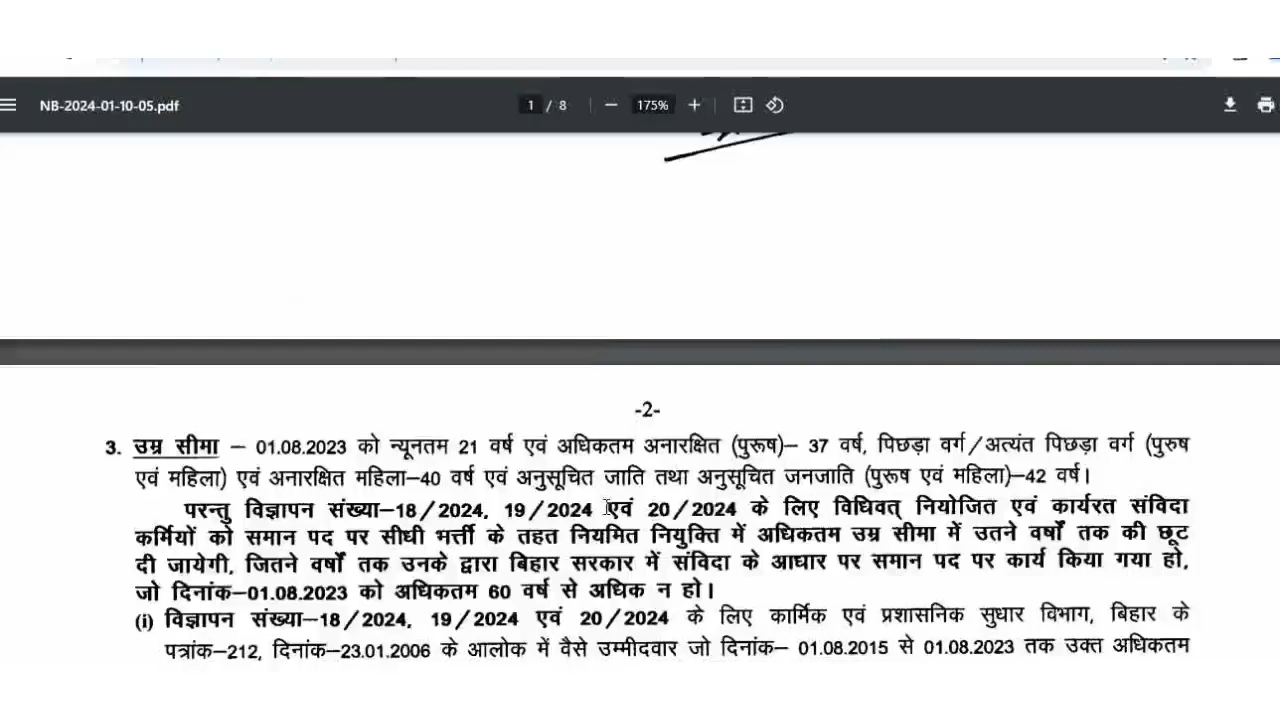 NB-2024-01-10-05.pdf 1 / 8 175%
-2-
3. उम्र सीमा – 01.08.2023 को न्यूनतम 21 वर्ष एवं अधिकतम अनारक्षित (पुरूष)– 37 वर्ष, पिछड़ा वर्ग/अत्यंत पिछड़ा वर्ग (पुरुष
एवं महिला) एवं अनारक्षित महिला–40 वर्ष एवं अनुसूचित जाति तथा अनुसूचित जनजाति (पुरूष एवं महिला)–42 वर्ष।
परन्तु विज्ञापन संख्या–18/2024, 19/2024 एवं 20/2024 के लिए विधिवत् नियोजित एवं कार्यरत संविदा
कर्मियों को समान पद पर सीधी भर्त्ती के तहत नियमित नियुक्ति में अधिकतम उम्र सीमा में उतने वर्षों तक की छूट
दी जायेगी, जितने वर्षों तक उनके द्वारा बिहार सरकार में संविदा के आधार पर समान पद पर कार्य किया गया हो,
जो दिनांक–01.08.2023 को अधिकतम 60 वर्ष से अधिक न हो।
(i) विज्ञापन संख्या–18/2024, 19/2024 एवं 20/2024 के लिए कार्मिक एवं प्रशासनिक सुधार विभाग, बिहार के
पत्रांक–212, दिनांक–23.01.2006 के आलोक में वैसे उम्मीदवार जो दिनांक– 01.08.2015 से 01.08.2023 तक उक्त अधिकतम